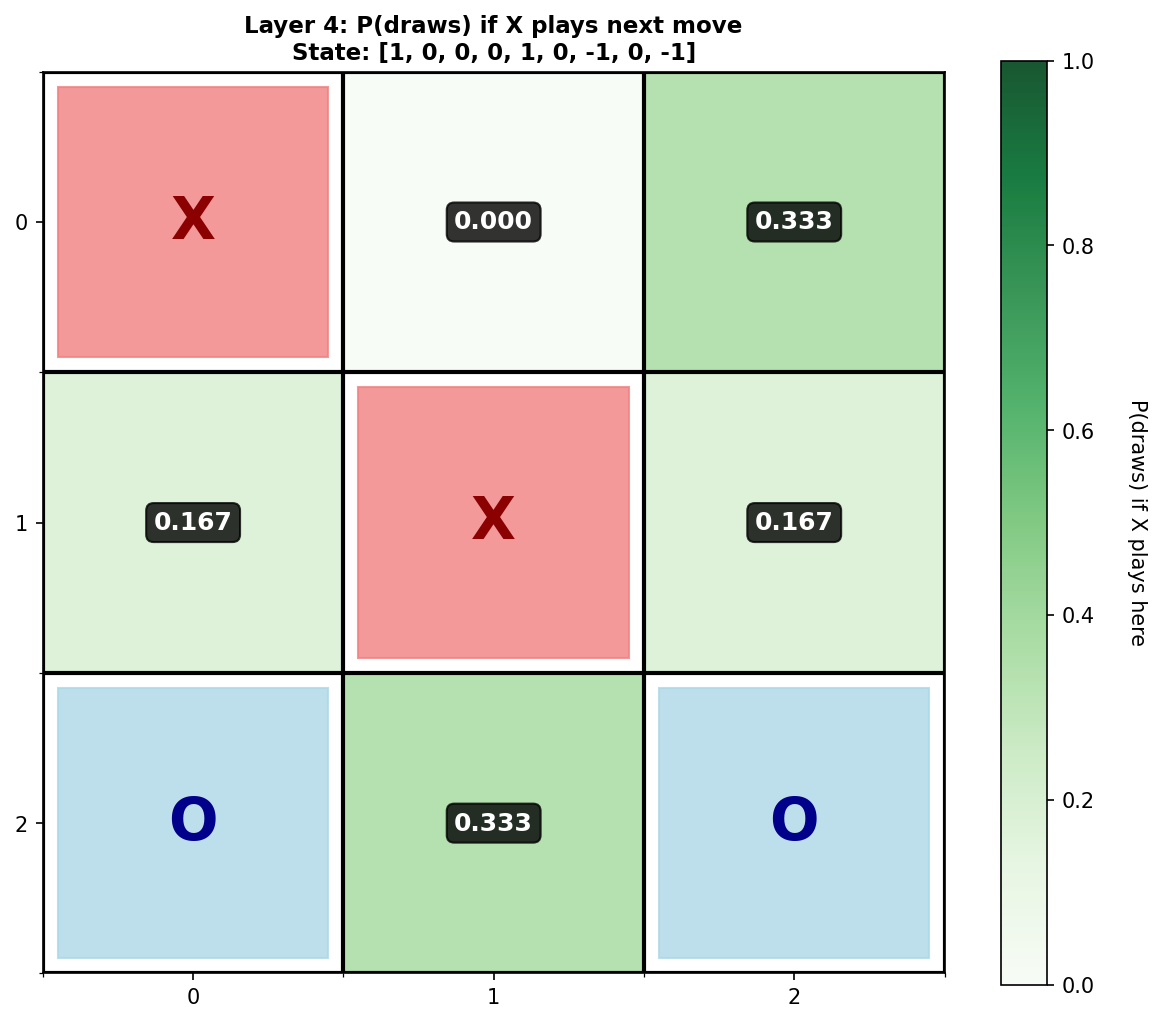 Layer 4: P(draws) if X plays next move
State: [1, 0, 0, 0, 1, 0, -1, 0, -1]
X
0.000
0.333
0.167
X
0.167
O
0.333
O
0
1
2
0
1
2
1.0
0.8
0.6
0.4
0.2
0.0
P(draws) if X plays here